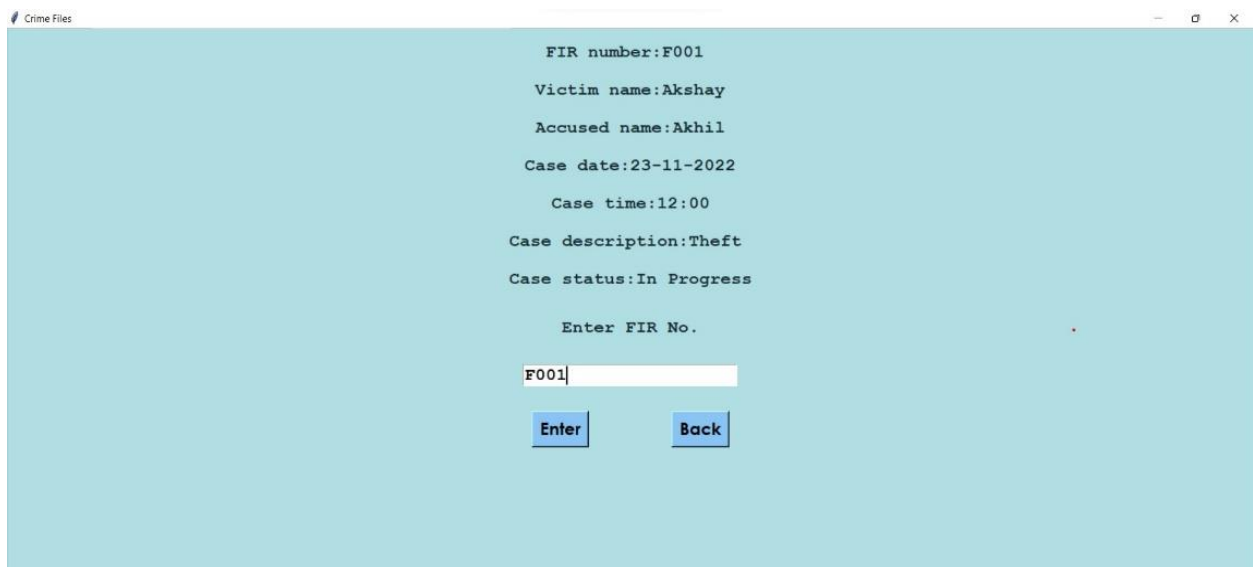 Crime Files
FIR number:F001
Victim name:Akshay
Accused name:Akhil
Case date:23-11-2022
Case time:12:00
Case description:Theft
Case status:In Progress
Enter FIR No.
F001
Enter Back